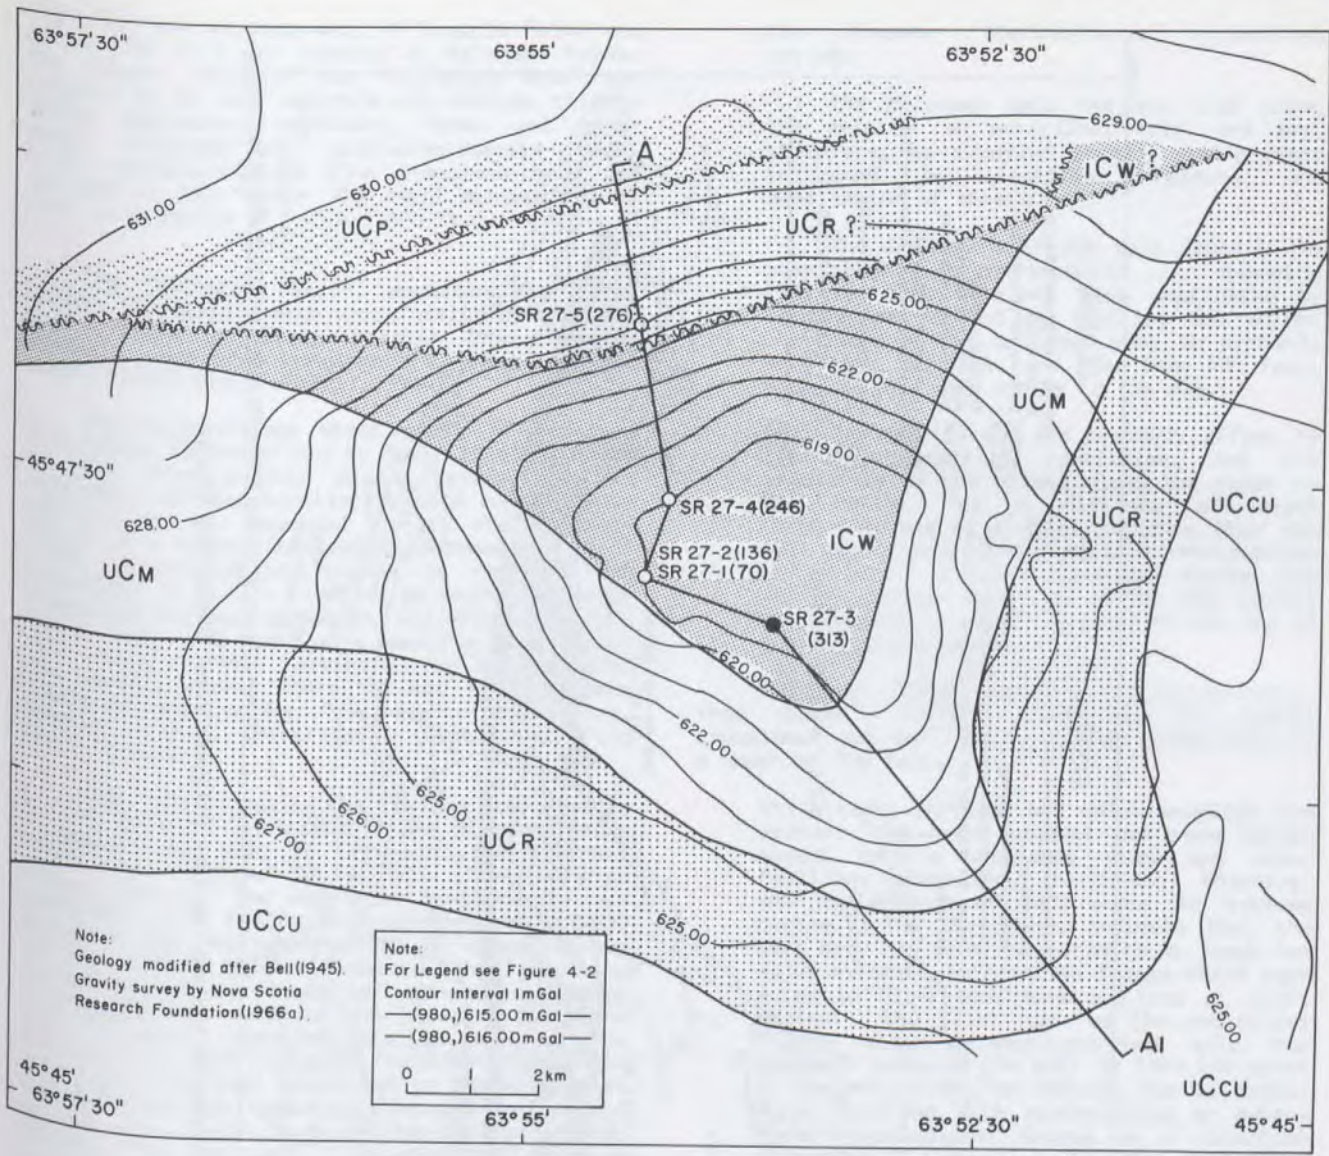 63°57'30"
63°55'
63°52'30"
629.00
A
ICW ?
630.00
631.00
UCP
UCR ?
SR 27-5(276)
625.00
622.00
UCM
619.00
45°47'30"
628.00
SR 27-4(246)
UCR
UCCU
ICW
UCM
SR 27-2(136)
SR 27-1(70)
SR 27-3
(313)
620.00
622.00
625.00
626.00
627.00
UCR
UCCU
625.00
625.00
Note:
Geology modified after Bell(1945).
Gravity survey by Nova Scotia
Research Foundation(1966a).
Note:
For Legend see Figure 4-2
Contour Interval 1mGal
(980,)615.00mGal
(980,)616.00mGal
0 1 2km
A1
UCCU
45°45'
63°57'30"
63°55'
63°52'30"
45°45'